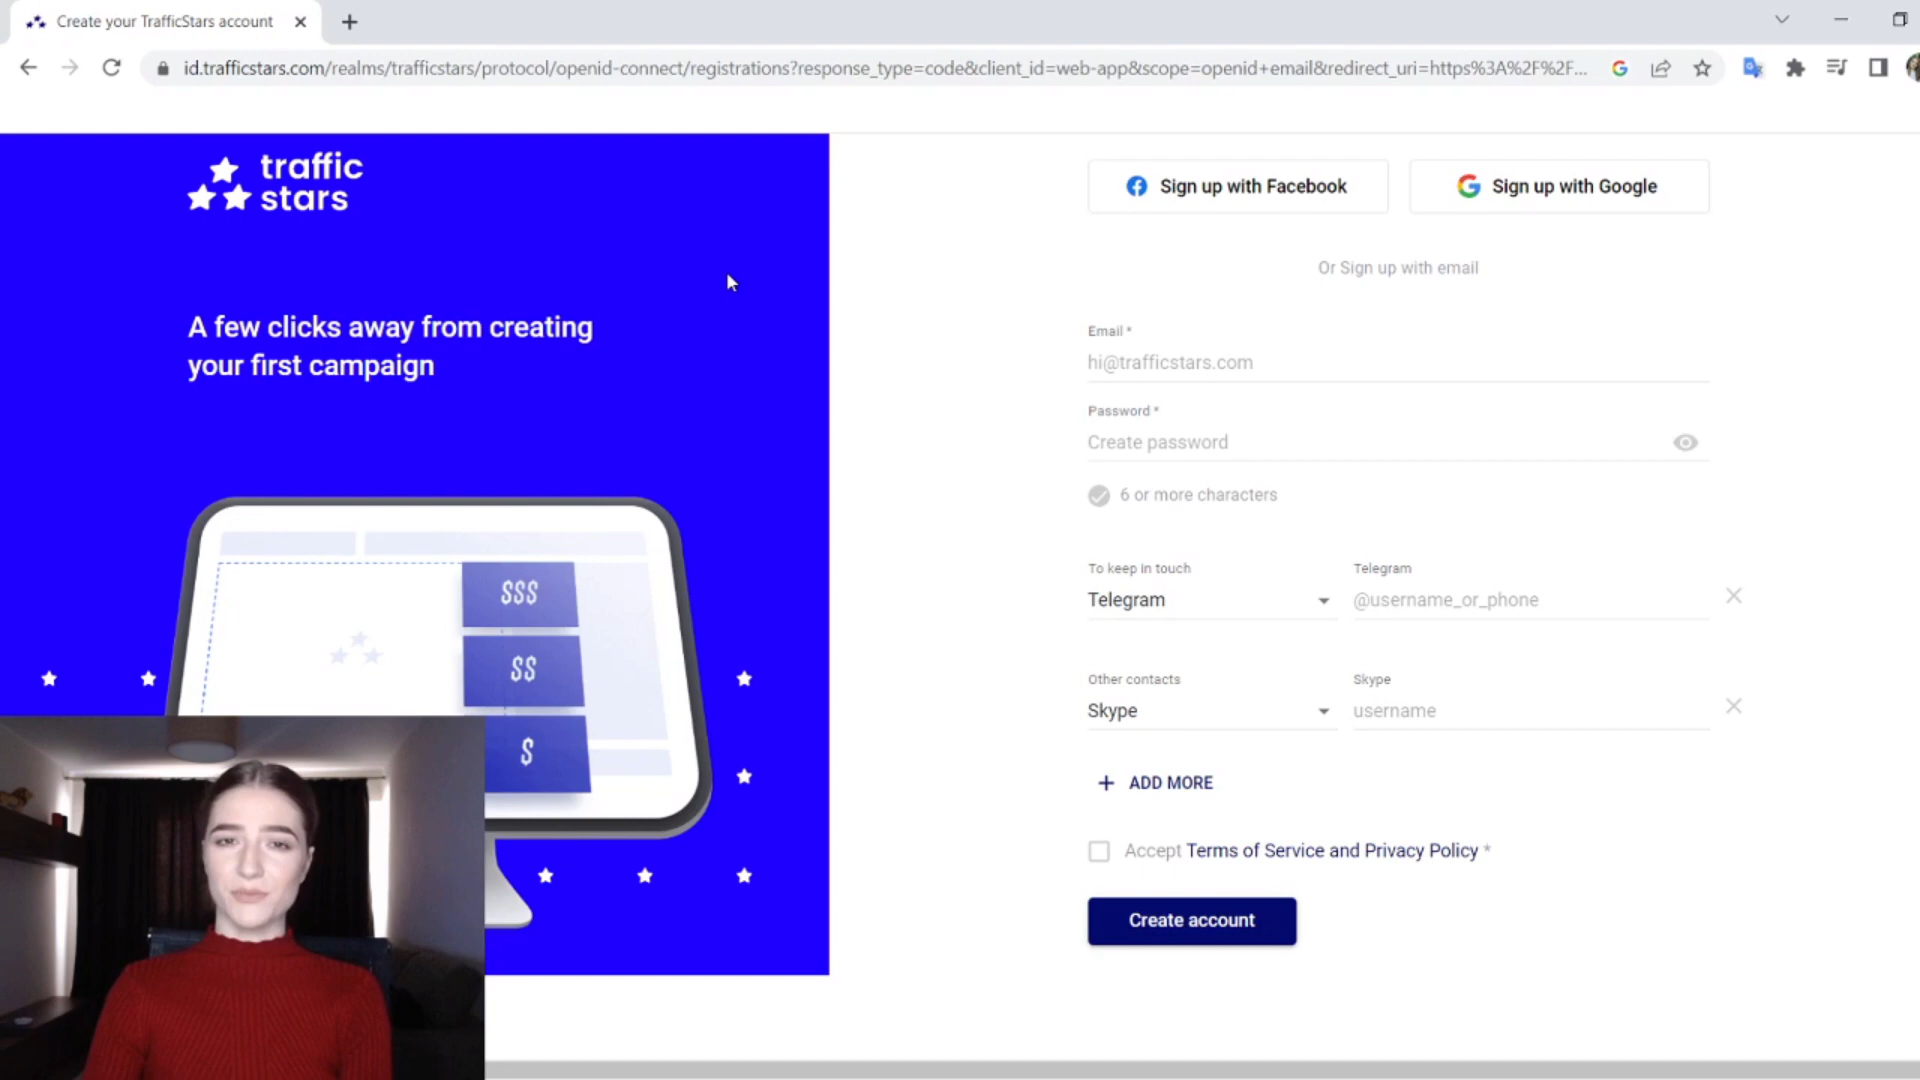 Create your TrafficStars account
id.trafficstars.com/realms/trafficstars/protocol/openid-connect/registrations?response_type=code&client_id=web-app&scope=openid+email&redirect_uri=https%3A%2F%2F...
traffic
stars
A few clicks away from creating
your first campaign
$$$
$$
$
Sign up with Facebook
Sign up with Google
Or Sign up with email
Email *
hi@trafficstars.com
Password *
Create password
6 or more characters
To keep in touch
Telegram
Telegram
@username_or_phone
Other contacts
Skype
Skype
username
+ ADD MORE
Accept Terms of Service and Privacy Policy *
Create account